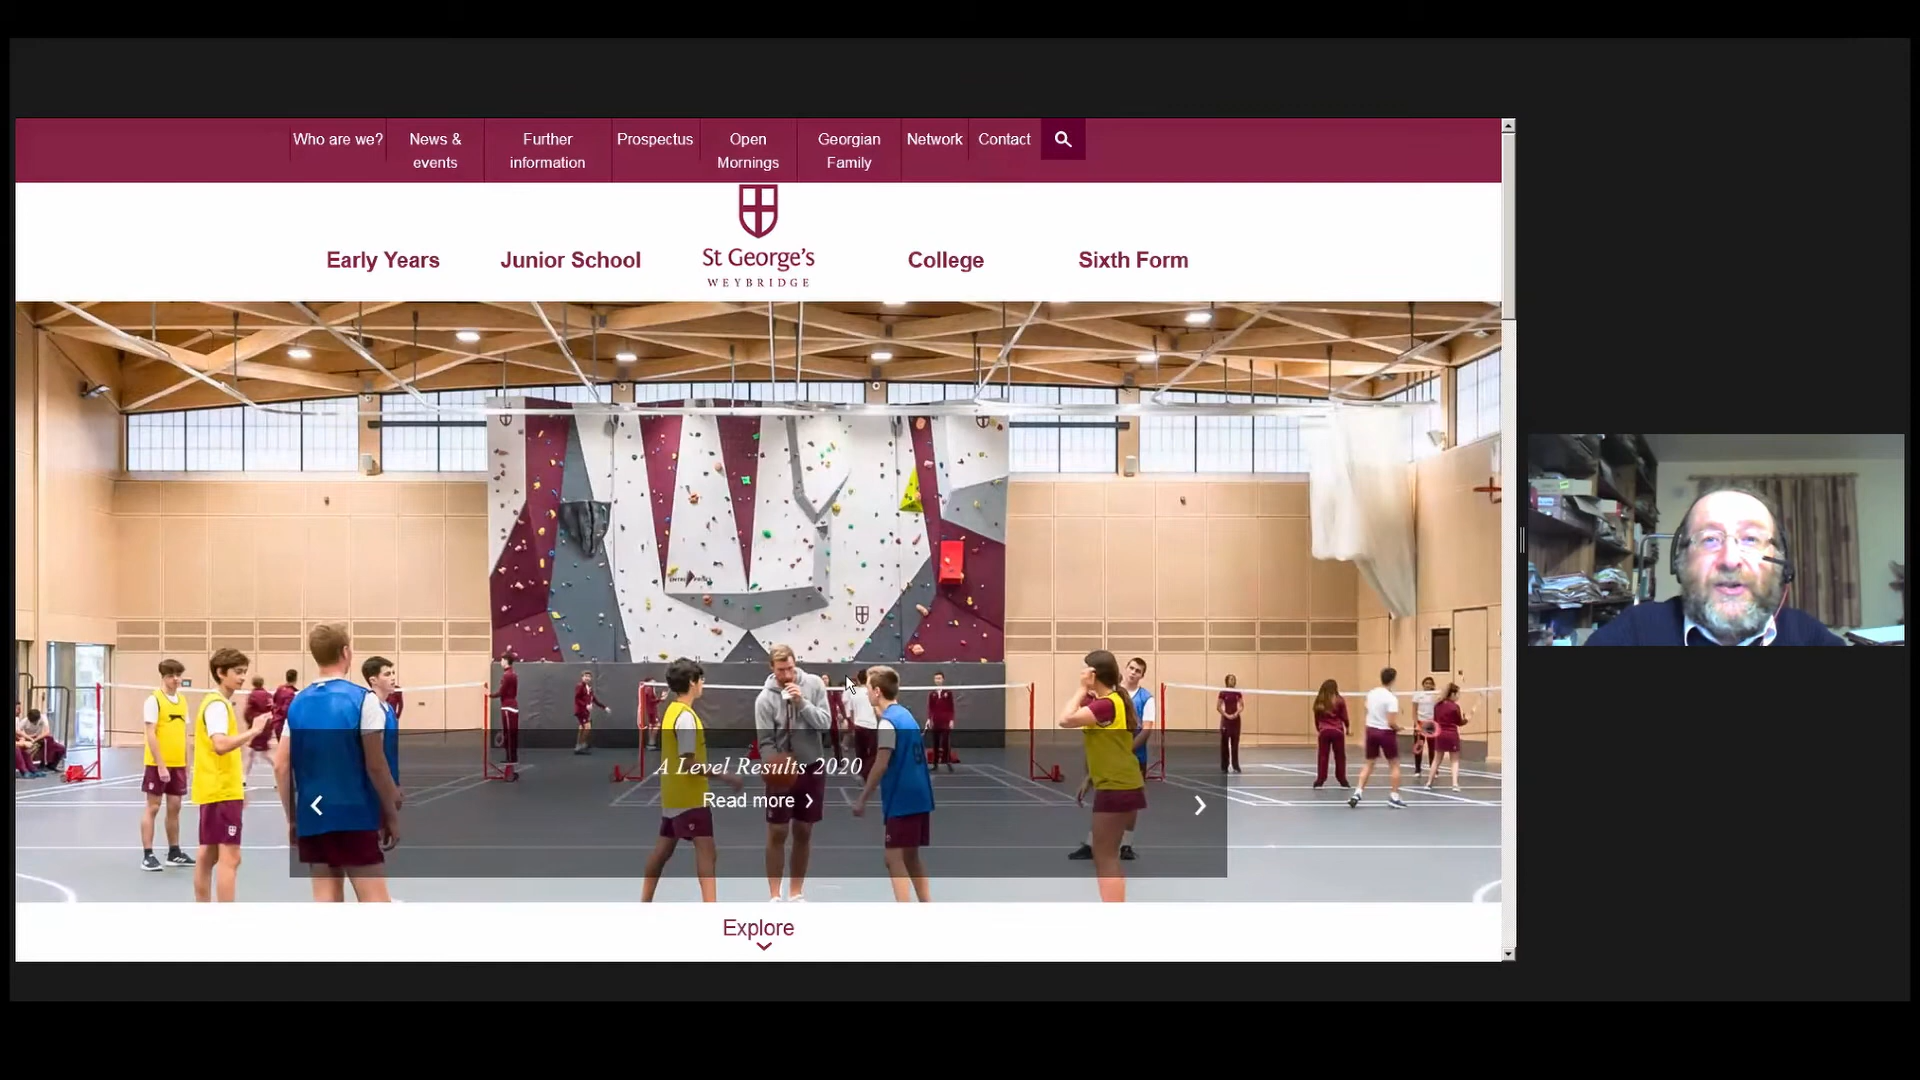 Who are we?
News &
events
Further
information
Prospectus
Open
Mornings
Georgian
Family
Network
Contact
Early Years
Junior School
St George's
WEYBRIDGE
College
Sixth Form
A Level Results 2020
Read more
Explore